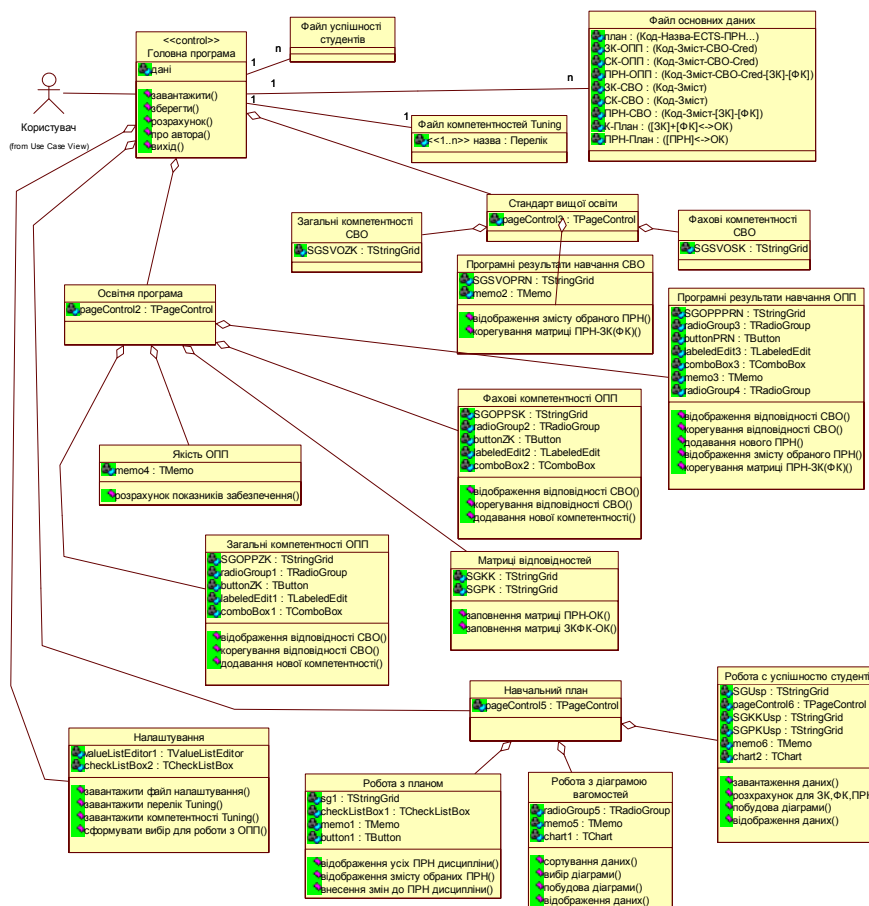 <<control>>
Головна програма
дані
завантажити()
зберегти()
розрахунок()
про автора()
вихід()
Користувач
(from Use Case View)
1
n
1
n
1
1
Файл успішності
студентів
Файл основних даних
план : (Код-Назва-ECTS-ПРН...)
ЗК-ОПП : (Код-Зміст-СВО-Cred)
СК-ОПП : (Код-Зміст-СВО-Cred)
ПРН-ОПП : (Код-Зміст-СВО-Cred-[ЗК]-[ФК])
ЗК-СВО : (Код-Зміст)
СК-СВО : (Код-Зміст)
ПРН-СВО : (Код-Зміст-[ЗК]-[ФК)
К-План : ([ЗК]+[ФК]<->ОК)
ПРН-План : ([ПРН]<->ОК)
Файл компетентностей Tuning
<<1..n>> назва : Перелік
Стандарт вищої освіти
pageControl3 : TPageControl
Загальні компетентності
СВО
SGSVOZK : TStringGrid
Фахові компетентності
СВО
SGSVOSK : TStringGrid
Програмні результати навчання СВО
SGSVOPRN : TStringGrid
memo2 : TMemo
відображення змісту обраного ПРН()
корегування матриці ПРН-ЗК(ФК)()
Освітня програма
pageControl2 : TPageControl
Програмні результати навчання ОПП
SGOPPPRN : TStringGrid
radioGroup3 : TRadioGroup
buttonPRN : TButton
labeledEdit3 : TLabeledEdit
comboBox3 : TComboBox
memo3 : TMemo
radioGroup4 : TRadioGroup
відображення відповідності СВО()
корегування відповідності СВО()
додавання нового ПРН()
відображення змісту обраного ПРН()
корегування матриці ПРН-ЗК(ФК)()
Фахові компетентності ОПП
SGOPPSK : TStringGrid
radioGroup2 : TRadioGroup
buttonZK : TButton
labeledEdit2 : TLabeledEdit
comboBox2 : TComboBox
відображення відповідності СВО()
корегування відповідності СВО()
додавання нової компетентності()
Якість ОПП
memo4 : TMemo
розрахунок показників забезпечення()
Загальні компетентності ОПП
SGOPPZK : TStringGrid
radioGroup1 : TRadioGroup
buttonZK : TButton
labeledEdit1 : TLabeledEdit
comboBox1 : TComboBox
відображення відповідності СВО()
корегування відповідності СВО()
додавання нової компетентності()
Матриці відповідностей
SGKK : TStringGrid
SGPK : TStringGrid
заповнення матриці ПРН-ОК()
заповнення матриці ЗКФК-ОК()
Навчальний план
pageControl5 : TPageControl
Робота с успішностю студенті
SGUsp : TStringGrid
pageControl6 : TPageControl
SGKKUsp : TStringGrid
SGPKUsp : TStringGrid
memo6 : TMemo
chart2 : TChart
завантаження даних()
розхрахунок для ЗК,ФК,ПРН
побудова діаграми()
відображення даних()
Налаштування
valueListEditor1 : TValueListEditor
checkListBox2 : TCheckListBox
завантажити файл налаштування()
завантажити перелік Tuning()
завантажити компетентості Tuning()
сформувати вибір для роботи з ОПП()
Робота з планом
sg1 : TStringGrid
checkListBox1 : TCheckListBox
memo1 : TMemo
button1 : TButton
відображення усіх ПРН дисципліни()
відображення змісту обраних ПРН()
внесення змін до ПРН дисципліни()
Робота з діаграмою
вагомостей
radioGroup5 : TRadioGroup
memo5 : TMemo
chart1 : TChart
сортування даних()
вибір діаграми()
побудова діаграми()
відображення даних()